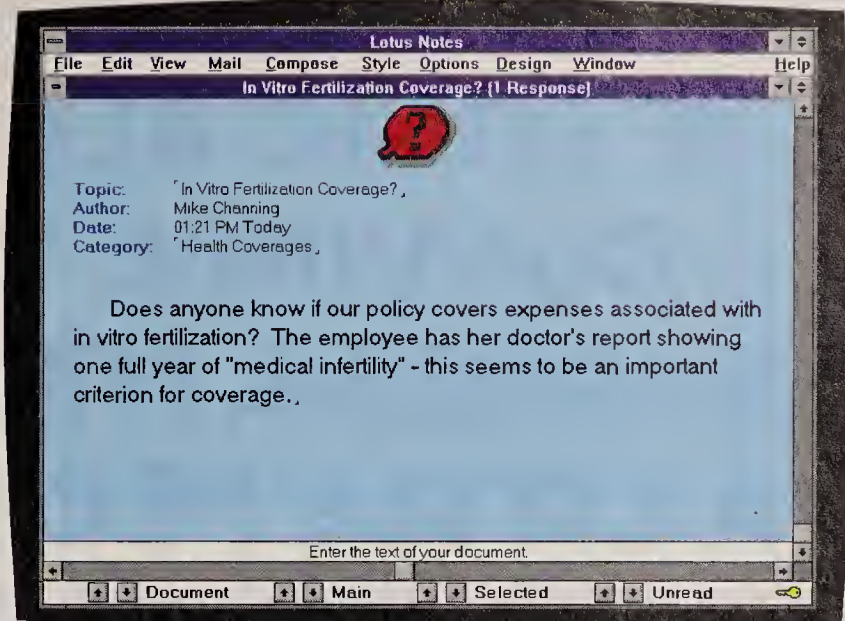 Lotus Notes
File Edit View Mail Compose Style Options Design Window Help
In Vitro Fertilization Coverage? (1 Response)
?
Topic: In Vitro Fertilization Coverage?
Author: Mike Channing
Date: 01:21 PM Today
Category: Health Coverages
Does anyone know if our policy covers expenses associated with
in vitro fertilization? The employee has her doctor's report showing
one full year of "medical infertility" - this seems to be an important
criterion for coverage.
Enter the text of your document.
Document Main Selected Unread